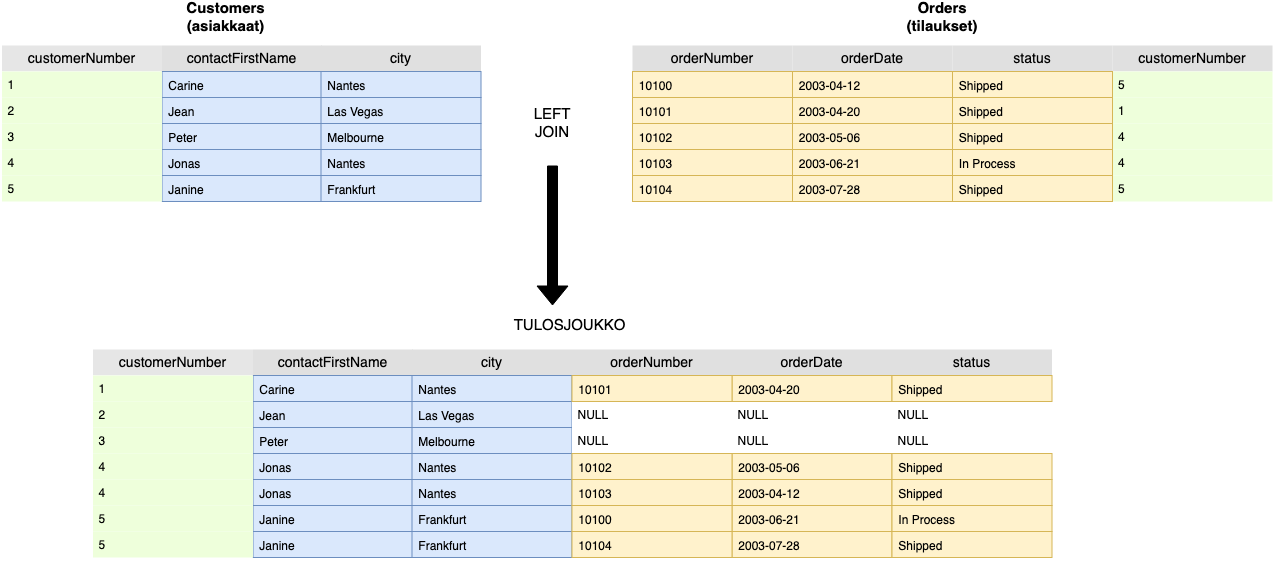 Customers
(asiakkaat)
customerNumber contactFirstName city
1 Carine Nantes
2 Jean Las Vegas
3 Peter Melbourne
4 Jonas Nantes
5 Janine Frankfurt
LEFT
JOIN
Orders
(tilaukset)
orderNumber orderDate status customerNumber
10100 2003-04-12 Shipped 5
10101 2003-04-20 Shipped 1
10102 2003-05-06 Shipped 4
10103 2003-06-21 In Process 4
10104 2003-07-28 Shipped 5
TULOSJOUKKO
customerNumber contactFirstName city orderNumber orderDate status
1 Carine Nantes 10101 2003-04-20 Shipped
2 Jean Las Vegas NULL NULL NULL
3 Peter Melbourne NULL NULL NULL
4 Jonas Nantes 10102 2003-05-06 Shipped
4 Jonas Nantes 10103 2003-04-12 Shipped
5 Janine Frankfurt 10100 2003-06-21 In Process
5 Janine Frankfurt 10104 2003-07-28 Shipped